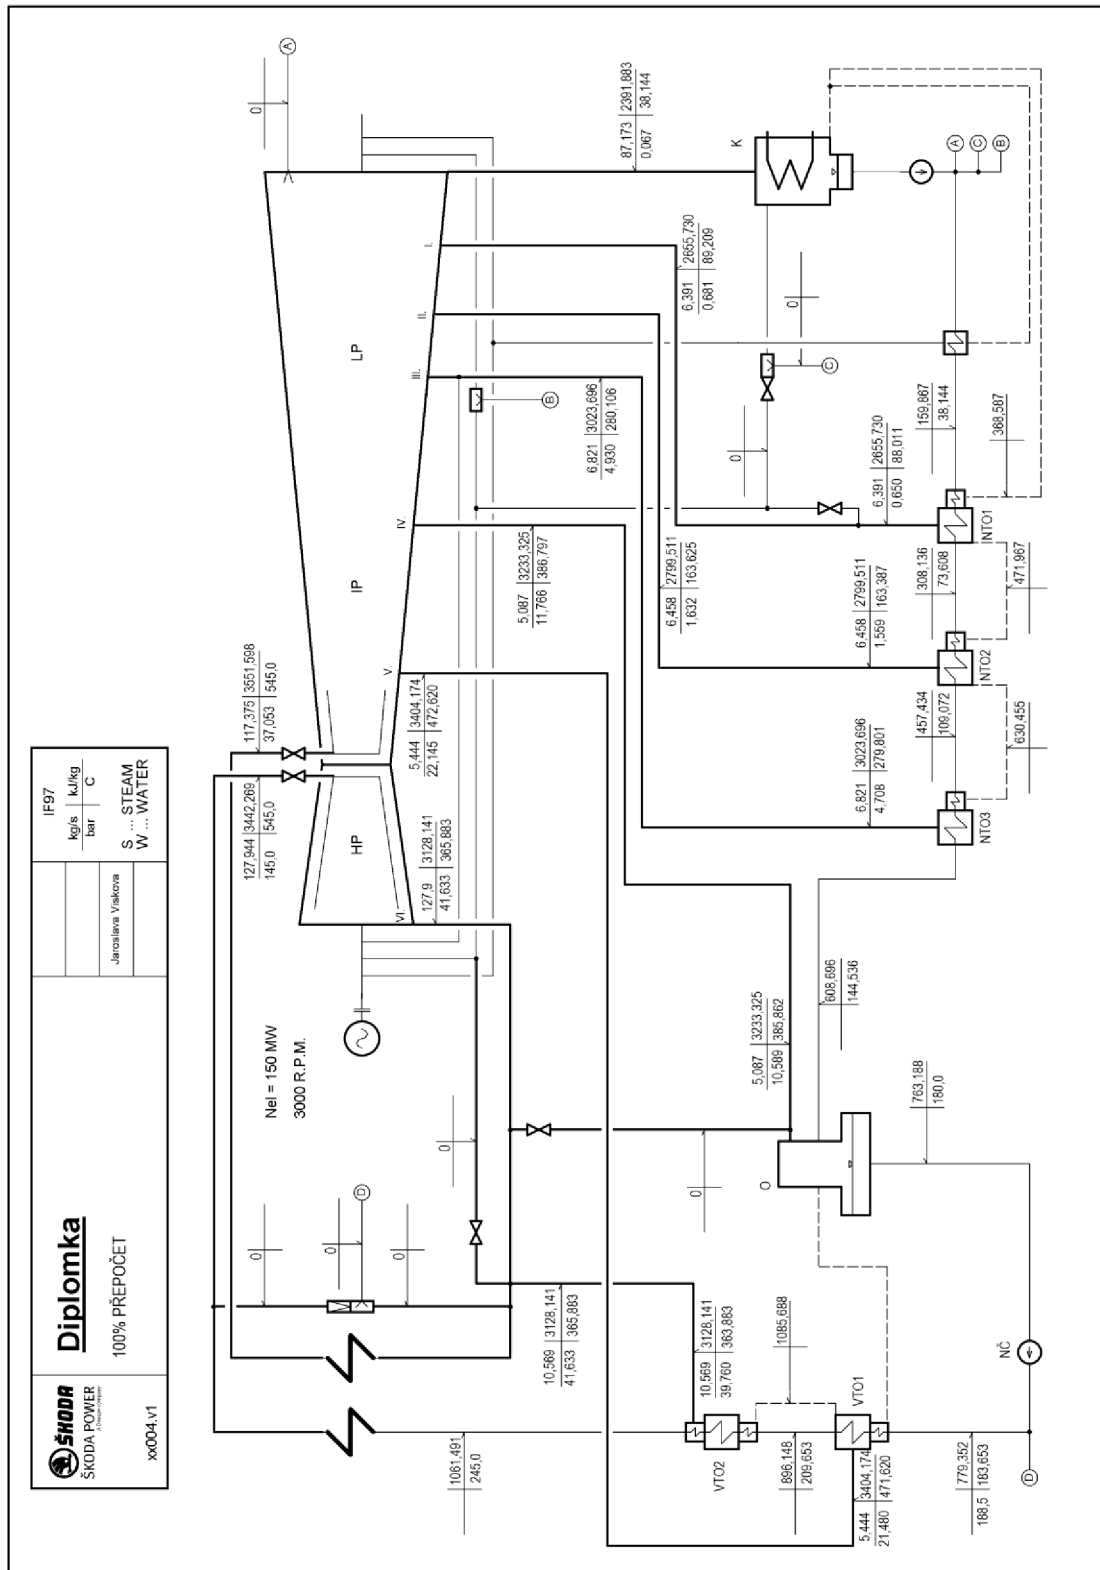 ŠKODA
ŠKODA POWER
xx004.v1
Diplomka
100% PŘEPOČET
Jaroslava Viskova
IF97
kg/s kJ/kg
bar C
S ... STEAM
W ... WATER
Nel = 150 MW
3000 R.P.M.
HP
IP
LP
VI.
V.
IV.
III.
II.
I.
A
0
117,375 3551,598
37,053 545,0
127,944 3442,269
145,0 545,0
127,9 3128,141
41,633 365,883
5,444 3404,174
22,145 472,620
5,087 3233,325
11,766 386,797
6,821 3023,696
4,930 280,106
6,458 2799,511
1,632 163,625
6,391 2655,730
0,681 89,209
87,173 2391,883
0,067 38,144
K
A
C
B
0
C
0
B
0
D
0
0
0
0
10,569 3128,141
41,633 365,883
10,569 3128,141
39,760 363,883
1085,688
1061,491
245,0
VTO2
896,148
209,653
VTO1
5,444 3404,174
21,480 471,620
779,352
188,5 183,653
D
NČ
763,188
180,0
O
5,087 3233,325
10,589 385,862
608,696
144,536
NTO3
6,821 3023,696
4,708 279,801
630,455
457,434
109,072
NTO2
6,458 2799,511
1,559 163,387
471,967
308,136
73,608
NTO1
6,391 2655,730
0,650 88,011
368,587
159,867
38,144